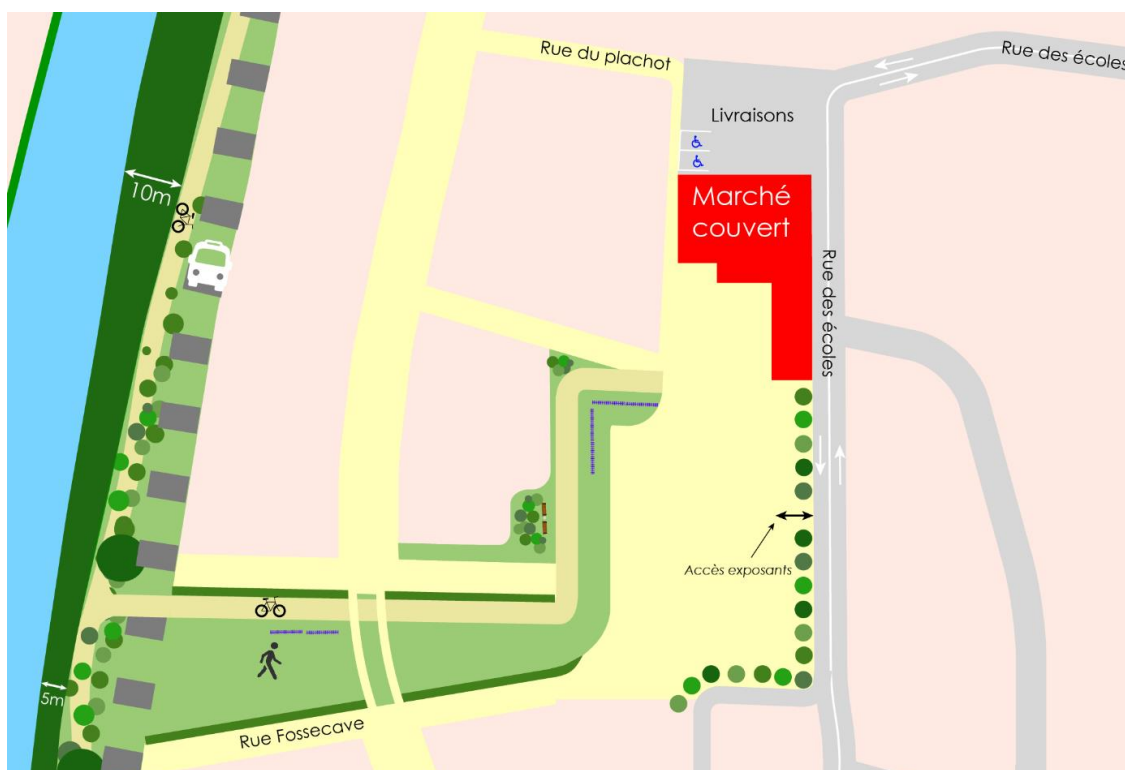 Rue du plachot
Rue des écoles
Livraisons
10m
Marché
couvert
Rue des écoles
Accès exposants
5m
Rue Fossecave